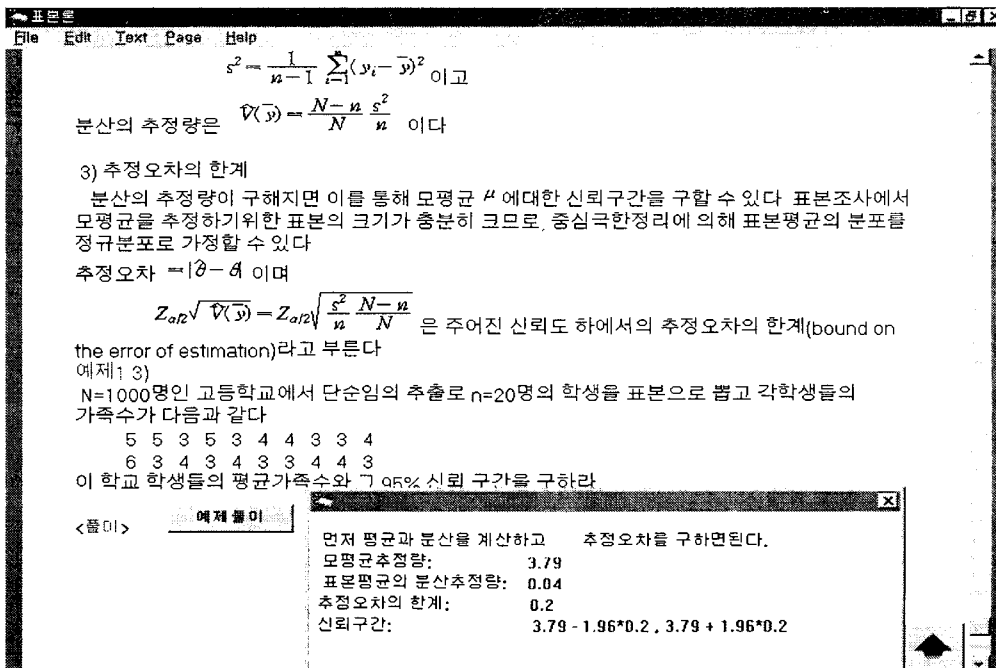 표본론
File Edit Text Page Help
s² = 1/(n-1) Σ_{i=1}^{n} (y_i - ȳ)² 이고
분산의 추정량은 V̂(ȳ) = (N-n)/N s²/n 이다
3) 추정오차의 한계
분산의 추정량이 구해지면 이를 통해 모평균 μ 에대한 신뢰구간을 구할 수 있다 표본조사에서
모평균을 추정하기위한 표본의 크기가 충분히 크므로, 중심극한정리에 의해 표본평균의 분포를
정규분포로 가정할 수 있다
추정오차 =|θ̂-θ| 이며
Z_{α/2}√V̂(ȳ) = Z_{α/2}√(s²/n (N-n)/N) 은 주어진 신뢰도 하에서의 추정오차의 한계(bound on
the error of estimation)라고 부른다
예제1 3)
N=1000명인 고등학교에서 단순임의 추출로 n=20명의 학생을 표본으로 뽑고 각학생들의
가족수가 다음과 같다
5 5 3 5 3 4 4 3 3 4
6 3 4 3 4 3 3 4 4 3
이 학교 학생들의 평균가족수와 그 95% 신뢰 구간을 구하라
<풀이> 예제풀이
먼저 평균과 분산을 계산하고 추정오차를 구하면된다.
모평균추정량: 3.79
표본평균의 분산추정량: 0.04
추정오차의 한계: 0.2
신뢰구간: 3.79 - 1.96*0.2 , 3.79 + 1.96*0.2